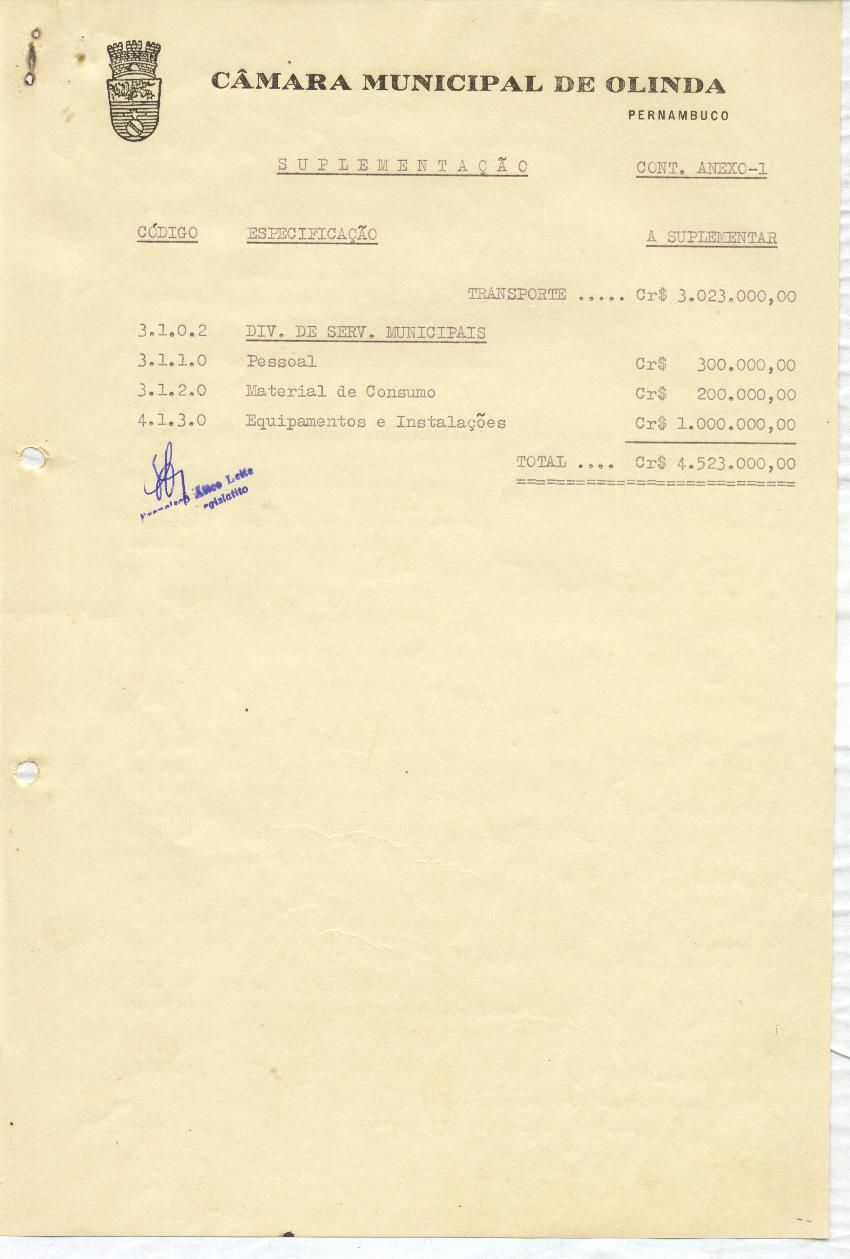 CÂMARA MUNICIPAL DE OLINDA
PERNAMBUCO
SUPLEMENTAÇÃO CONT. ANEXO-1
CÓDIGO ESPECIFICAÇÃO A SUPLEMENTAR
TRANSPORTE ..... Cr$ 3.023.000,00
3.1.0.2 DIV. DE SERV. MUNICIPAIS
3.1.1.0 Pessoal Cr$ 300.000,00
3.1.2.0 Material de Consumo Cr$ 200.000,00
4.1.3.0 Equipamentos e Instalações Cr$ 1.000.000,00
TOTAL .... Cr$ 4.523.000,00
Leite